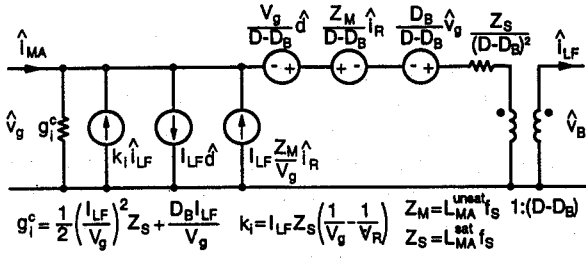 î_MA
V_g/(D-D_B) d̂
Z_M/(D-D_B) î_R
D_B/(D-D_B) v̂_g
Z_S/(D-D_B)²
î_LF
- +
+ -
- +
v̂_g
g_i^c
k_i î_LF
I_LF d̂
I_LF Z_M/V_g î_R
v̂_B
g_i^c = 1/2 (I_LF/V_g)² Z_S + D_B I_LF/V_g
k_i = I_LF Z_S (1/V_g - 1/V_R)
Z_M = L_MA^unsat f_S
Z_S = L_MA^sat f_S
1:(D-D_B)